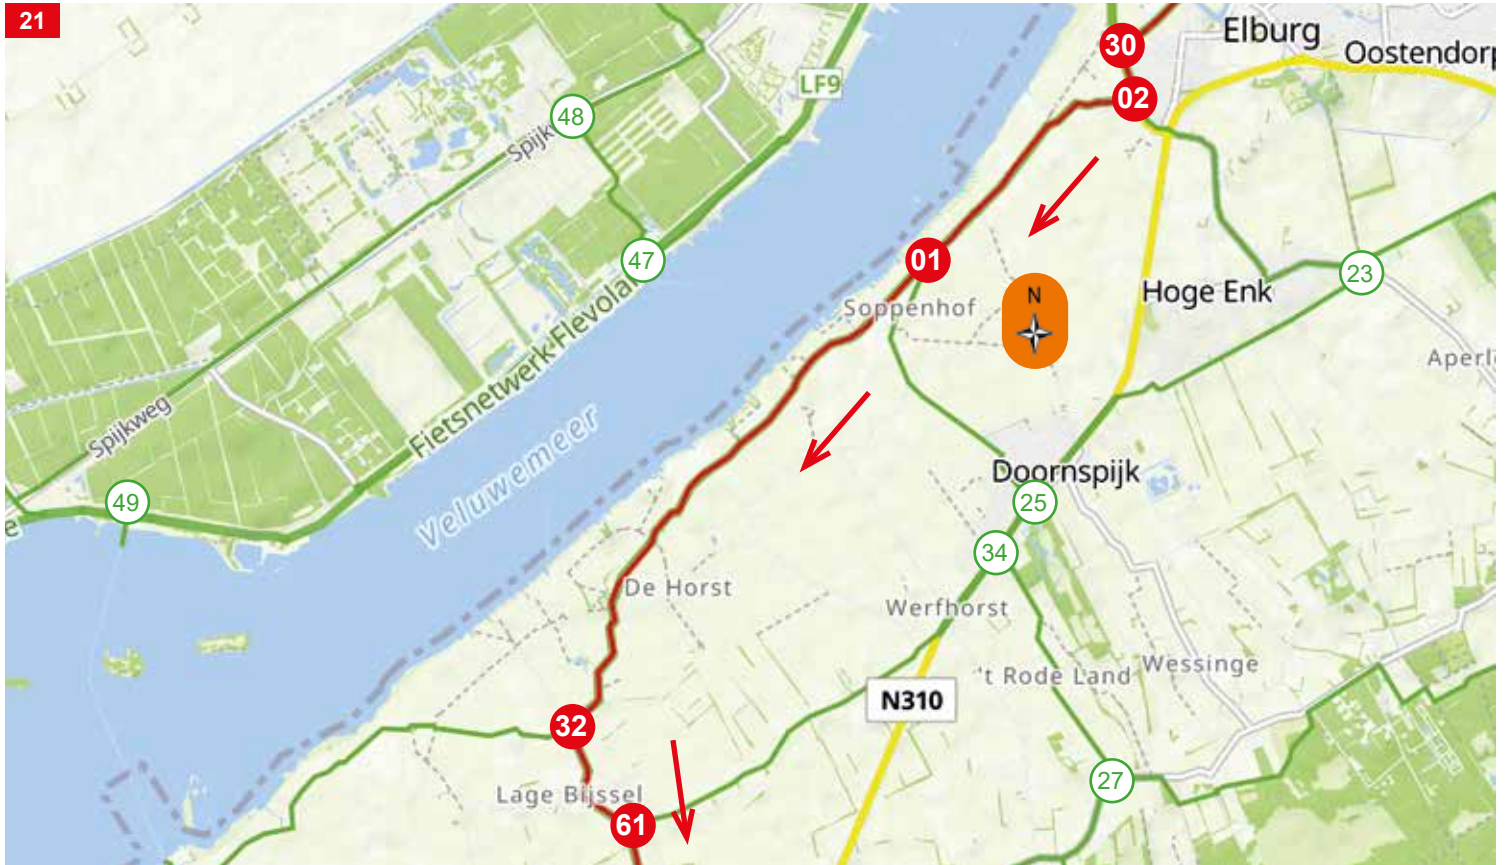 21
30
Elburg
Oostendorp
LF9
02
48
Spijk
47
01
23
Hoge Enk
Soppenhof
N
Aperl
Fietsnetwerk Flevolan
Spijkweg
Veluwemeer
Doornspijk
49
25
e
34
De Horst
Werfhorst
't Rode Land
Wessinge
N310
32
27
Lage Bijssel
61